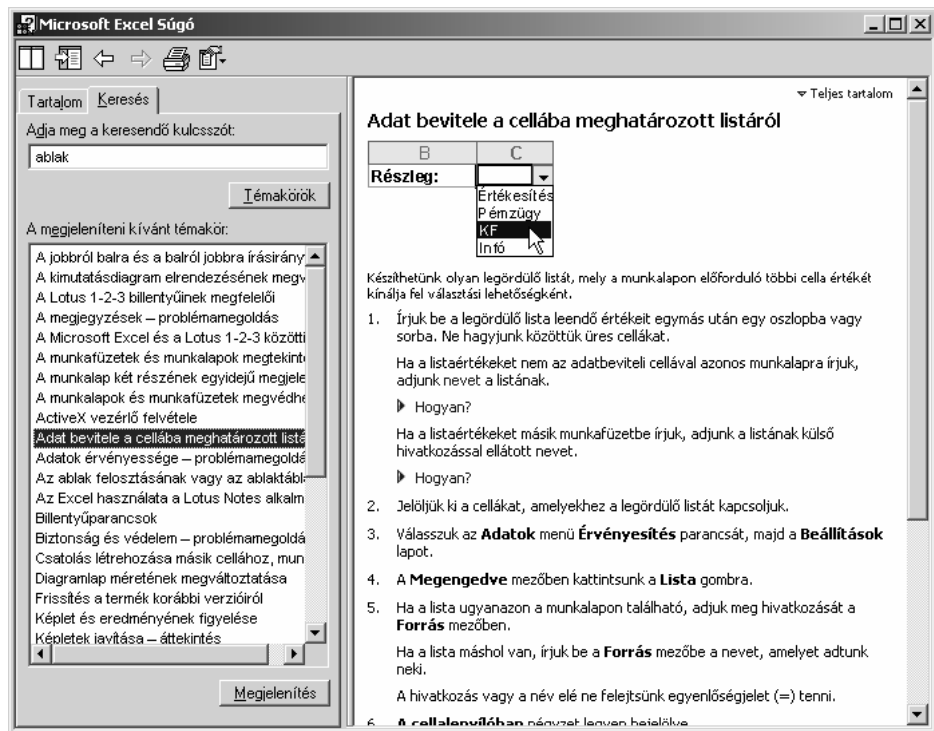 Microsoft Excel Súgó
Tartalom Keresés
Adja meg a keresendő kulcsszót:
ablak
Témakörök
A megjeleníteni kívánt témakör:
A jobbról balra és a balról jobbra írásirány
A kimutatásdiagram elrendezésének megv
A Lotus 1-2-3 billentyűinek megfelelői
A megjegyzések – problémamegoldás
A Microsoft Excel és a Lotus 1-2-3 közötti
A munkafüzetek és munkalapok megtekint
A munkalap két részének egyidejű megjele
A munkalapok és munkafüzetek megvédhe
ActiveX vezérlő felvétele
Adat bevitele a cellába meghatározott listá
Adatok érvényessége – problémamegoldá
Az ablak felosztásának vagy az ablaktábl
Az Excel használata a Lotus Notes alkalm
Billentyűparancsok
Biztonság és védelem – problémamegoldá
Csatolás létrehozása másik cellához, mun
Diagramlap méretének megváltoztatása
Frissítés a termék korábbi verzióiról
Képlet és eredményének figyelése
Képletek javítása – áttekintés
Megjelenítés
Teljes tartalom
Adat bevitele a cellába meghatározott listáról
B C
Részleg:
Értékesítés
Pémzügy
KF
Infó
Készíthetünk olyan legördülő listát, mely a munkalapon előforduló többi cella értékét
kínálja fel választási lehetőségként.
1. Írjuk be a legördülő lista leendő értékeit egymás után egy oszlopba vagy
sorba. Ne hagyjunk közöttük üres cellákat.
Ha a listaértékeket nem az adatbeviteli cellával azonos munkalapra írjuk,
adjunk nevet a listának.
Hogyan?
Ha a listaértékeket másik munkafüzetbe írjuk, adjunk a listának külső
hivatkozással ellátott nevet.
Hogyan?
2. Jelöljük ki a cellákat, amelyekhez a legördülő listát kapcsoljuk.
3. Válasszuk az Adatok menü Érvényesítés parancsát, majd a Beállítások
lapot.
4. A Megengedve mezőben kattintsunk a Lista gombra.
5. Ha a lista ugyanazon a munkalapon található, adjuk meg hivatkozását a
Forrás mezőben.
Ha a lista máshol van, írjuk be a Forrás mezőbe a nevet, amelyet adtunk
neki.
A hivatkozás vagy a név elé ne felejtsünk egyenlőségjelet (=) tenni.
6. A cellalenyílóban négyzet legyen bejelölve